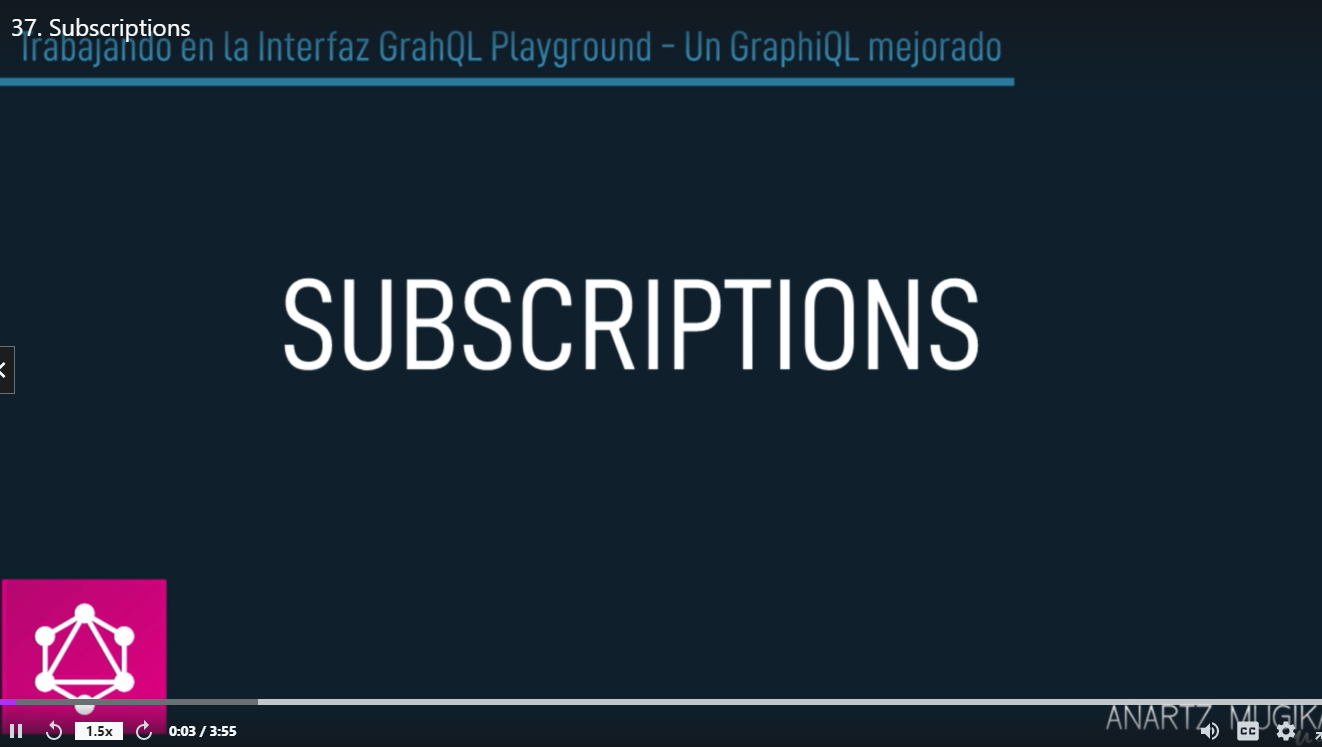 37. Subscriptions
Trabajando en la Interfaz GrahQL Playground - Un GraphiQL mejorado
SUBSCRIPTIONS
ANARTZ MUGIKA
1.5x
0:03 / 3:55
CC